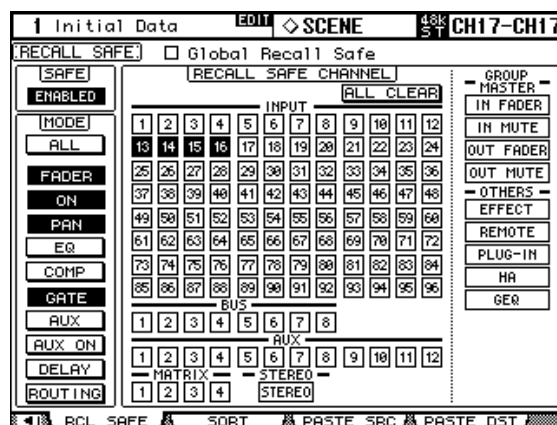 1 Initial Data EDIT ◇SCENE 48K ST CH17-CH17
RECALL SAFE □ Global Recall Safe
SAFE
ENABLED
MODE
ALL
FADER
ON
PAN
EQ
COMP
GATE
AUX
AUX ON
DELAY
ROUTING
RECALL SAFE CHANNEL
ALL CLEAR
INPUT
1 2 3 4 5 6 7 8 9 10 11 12
13 14 15 16 17 18 19 20 21 22 23 24
25 26 27 28 29 30 31 32 33 34 35 36
37 38 39 40 41 42 43 44 45 46 47 48
49 50 51 52 53 54 55 56 57 58 59 60
61 62 63 64 65 66 67 68 69 70 71 72
73 74 75 76 77 78 79 80 81 82 83 84
85 86 87 88 89 90 91 92 93 94 95 96
BUS
1 2 3 4 5 6 7 8
AUX
1 2 3 4 5 6 7 8 9 10 11 12
MATRIX
1 2 3 4
STEREO
STEREO
GROUP
MASTER
IN FADER
IN MUTE
OUT FADER
OUT MUTE
OTHERS
EFFECT
REMOTE
PLUG-IN
HA
GEQ
RCL SAFE SORT PASTE SRC PASTE DST